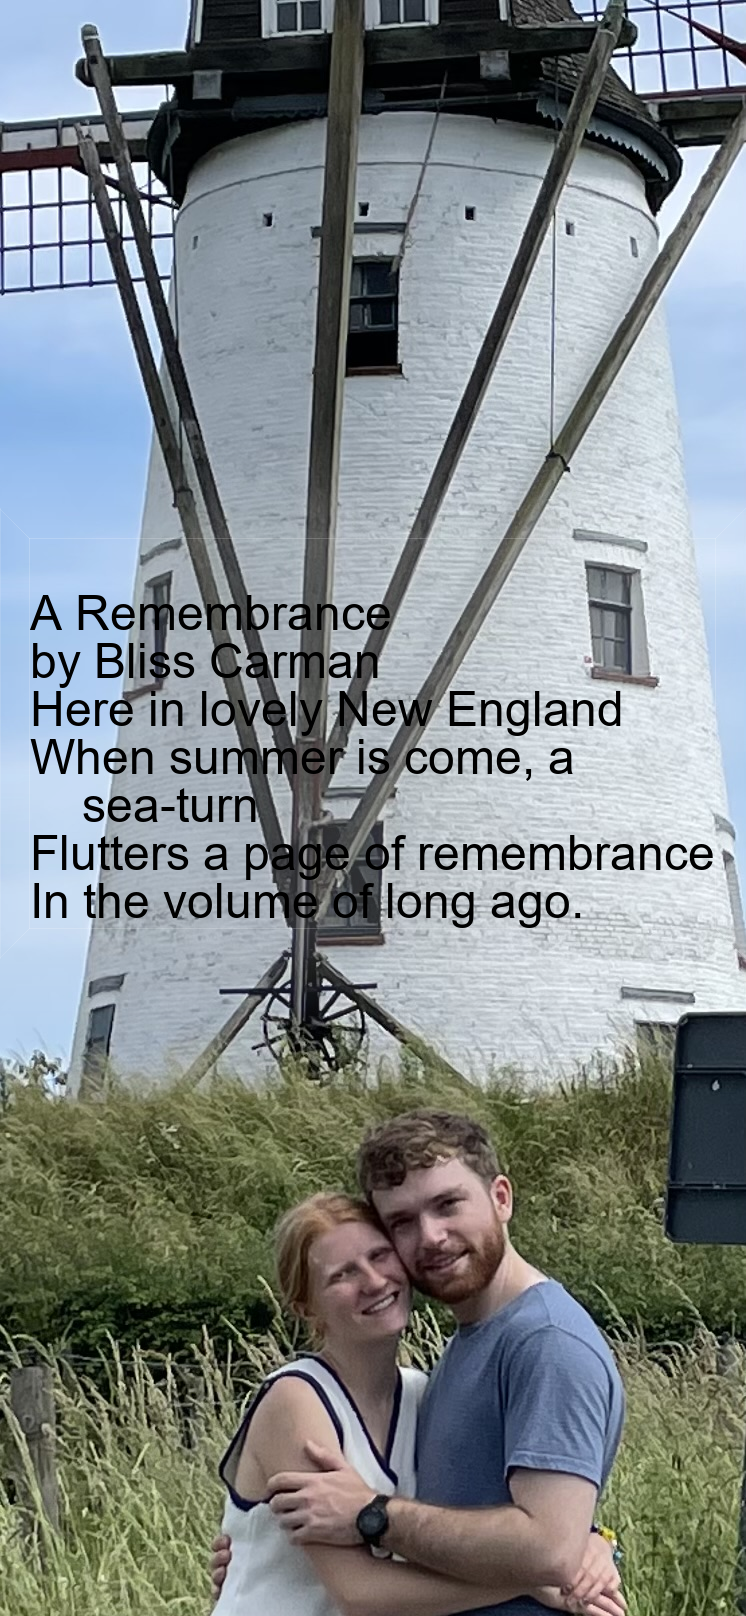 A Remembrance
by Bliss Carman
Here in lovely New England
When summer is come, a
sea-turn
Flutters a page of remembrance
In the volume of long ago.